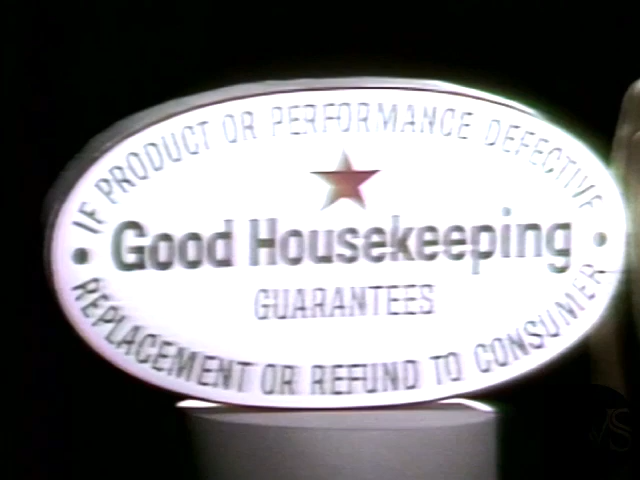 IF PRODUCT OR PERFORMANCE DEFECTIVE
Good Housekeeping
GUARANTEES
REPLACEMENT OR REFUND TO CONSUMER